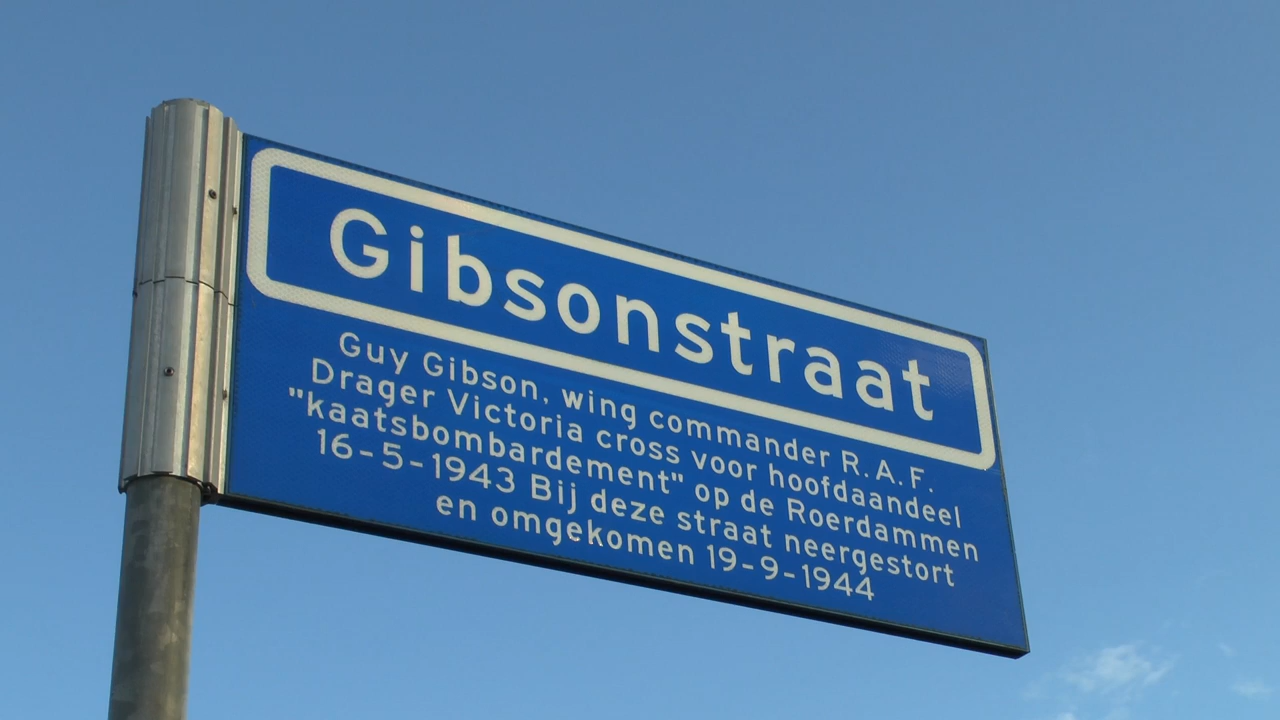 Gibsonstraat
Guy Gibson, wing commander R.A.F.
Drager Victoria cross voor hoofdaandeel
"kaatsbombardement" op de Roerdammen
16-5-1943 Bij deze straat neergestort
en omgekomen 19-9-1944